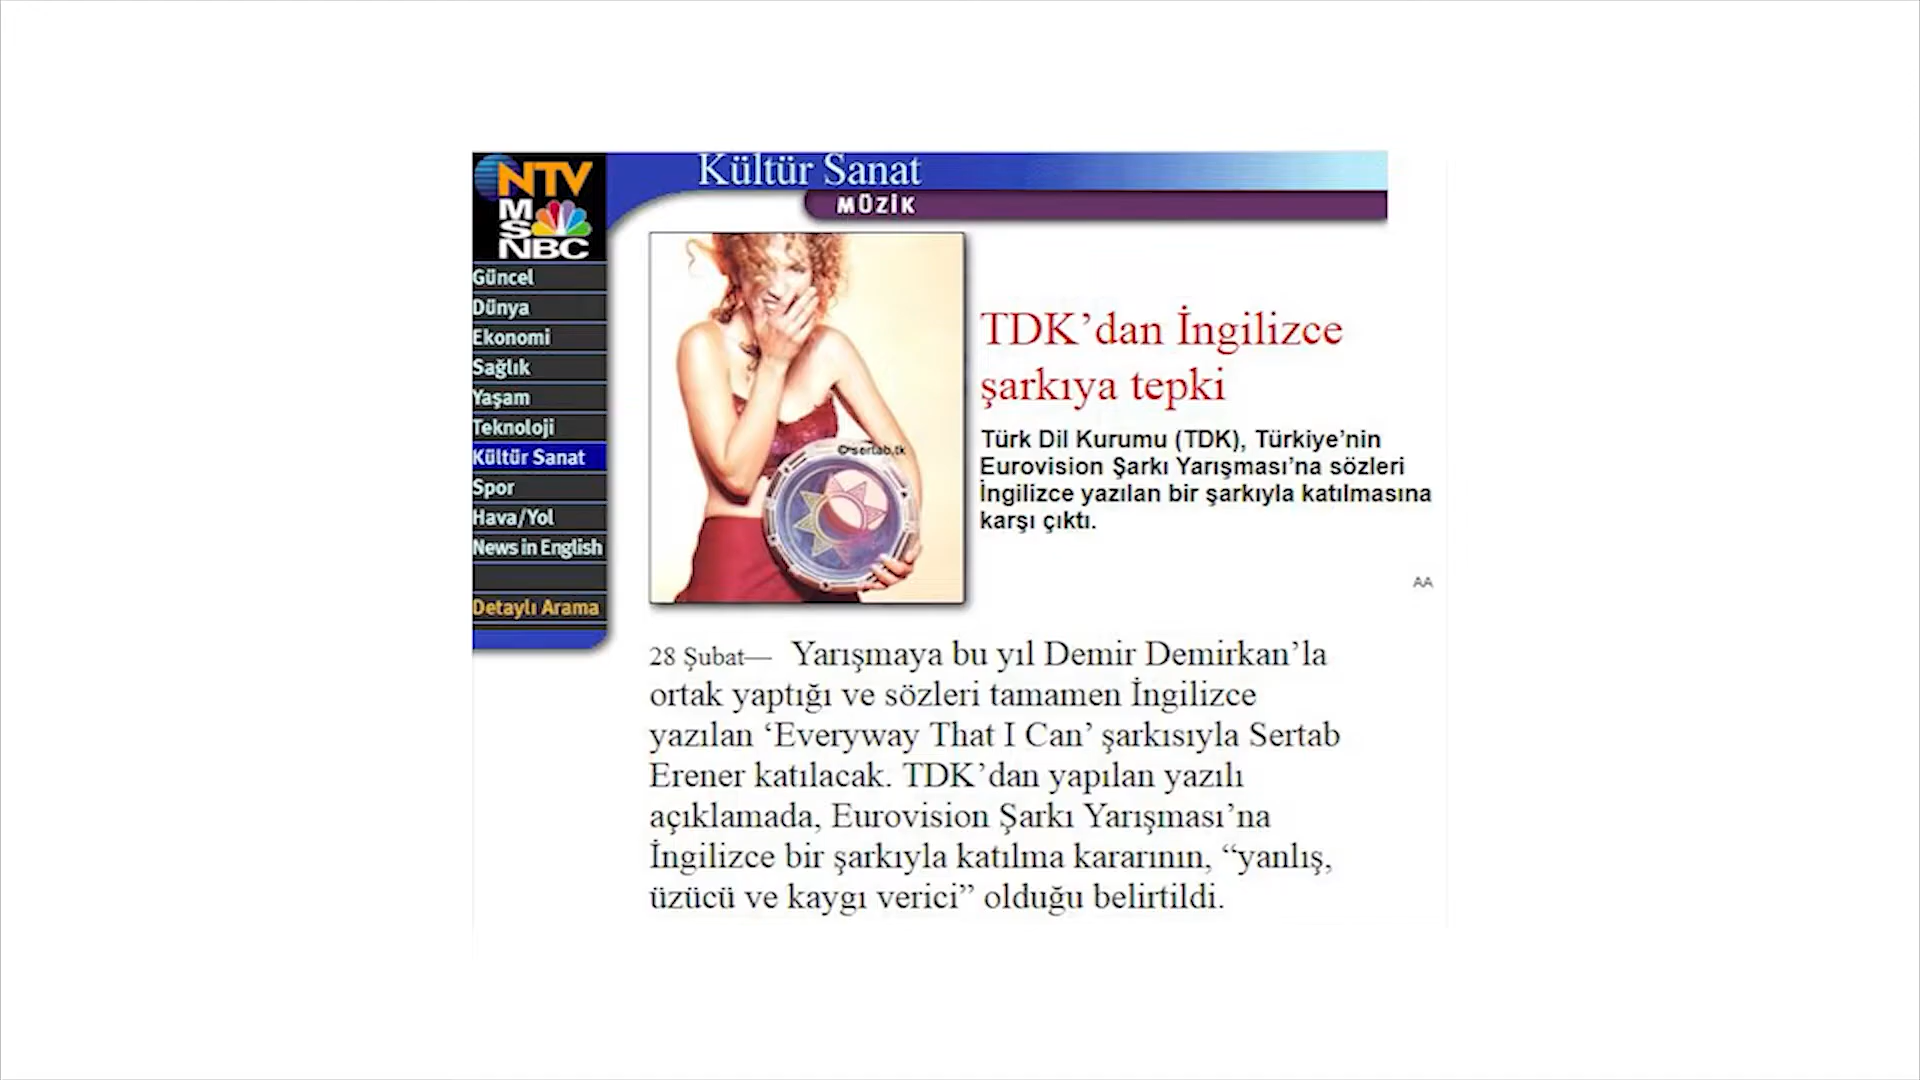 NTV
MSNBC
Kültür Sanat
MÜZİK
Güncel
Dünya
Ekonomi
Sağlık
Yaşam
Teknoloji
Kültür Sanat
Spor
Hava/Yol
News in English
Detaylı Arama
©sertab.tk
TDK’dan İngilizce
şarkıya tepki
Türk Dil Kurumu (TDK), Türkiye’nin
Eurovision Şarkı Yarışması’na sözleri
İngilizce yazılan bir şarkıyla katılmasına
karşı çıktı.
AA
28 Şubat— Yarışmaya bu yıl Demir Demirkan’la
ortak yaptığı ve sözleri tamamen İngilizce
yazılan ‘Everyway That I Can’ şarkısıyla Sertab
Erener katılacak. TDK’dan yapılan yazılı
açıklamada, Eurovision Şarkı Yarışması’na
İngilizce bir şarkıyla katılma kararının, “yanlış,
üzücü ve kaygı verici” olduğu belirtildi.